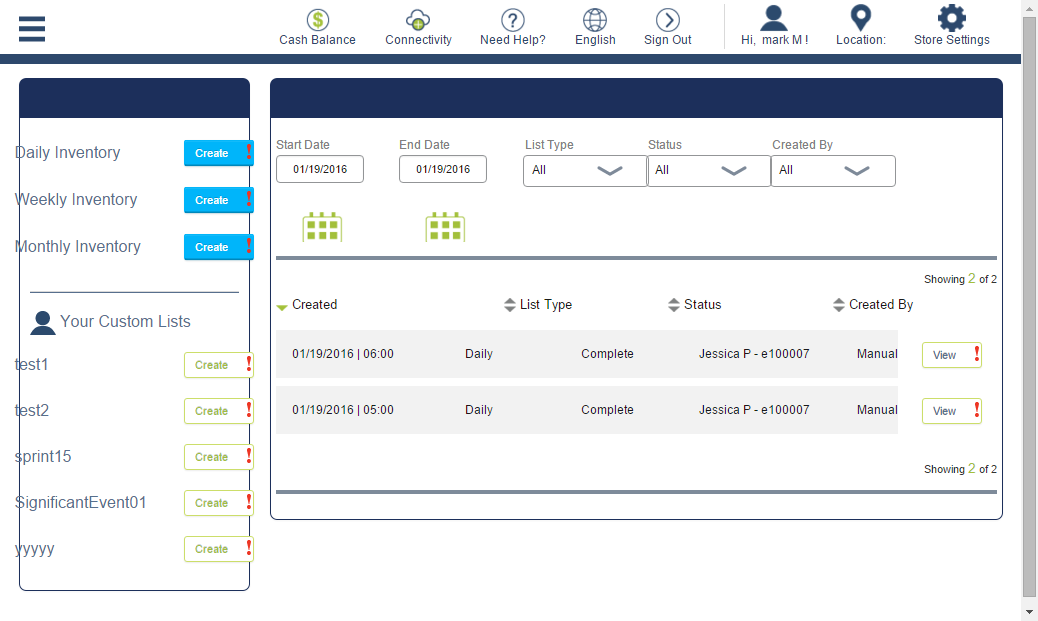 $
?
Cash Balance Connectivity Need Help? English Sign Out Hi, mark M ! Location: Store Settings
Daily Inventory Create !
Weekly Inventory Create !
Monthly Inventory Create !
Your Custom Lists
test1 Create !
test2 Create !
sprint15 Create !
SignificantEvent01 Create !
yyyyy Create !
Start Date End Date List Type Status Created By
01/19/2016 01/19/2016 All All All
Showing 2 of 2
Created List Type Status Created By
01/19/2016 | 06:00 Daily Complete Jessica P - e100007 Manual View !
01/19/2016 | 05:00 Daily Complete Jessica P - e100007 Manual View !
Showing 2 of 2